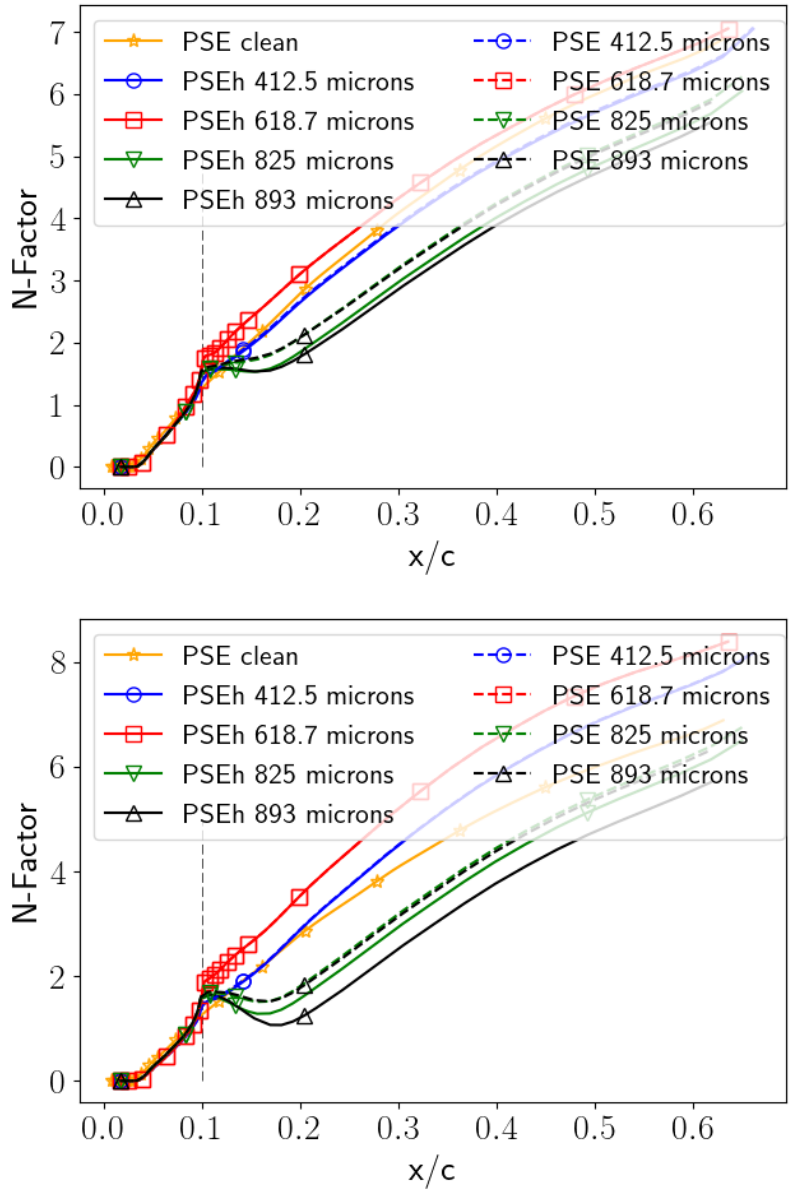 7
6
5
4
3
2
1
0
N-Factor
PSE clean
PSEh 412.5 microns
PSEh 618.7 microns
PSEh 825 microns
PSEh 893 microns
PSE 412.5 microns
PSE 618.7 microns
PSE 825 microns
PSE 893 microns
0.0 0.1 0.2 0.3 0.4 0.5 0.6
x/c
8
6
4
2
0
N-Factor
PSE clean
PSEh 412.5 microns
PSEh 618.7 microns
PSEh 825 microns
PSEh 893 microns
PSE 412.5 microns
PSE 618.7 microns
PSE 825 microns
PSE 893 microns
0.0 0.1 0.2 0.3 0.4 0.5 0.6
x/c